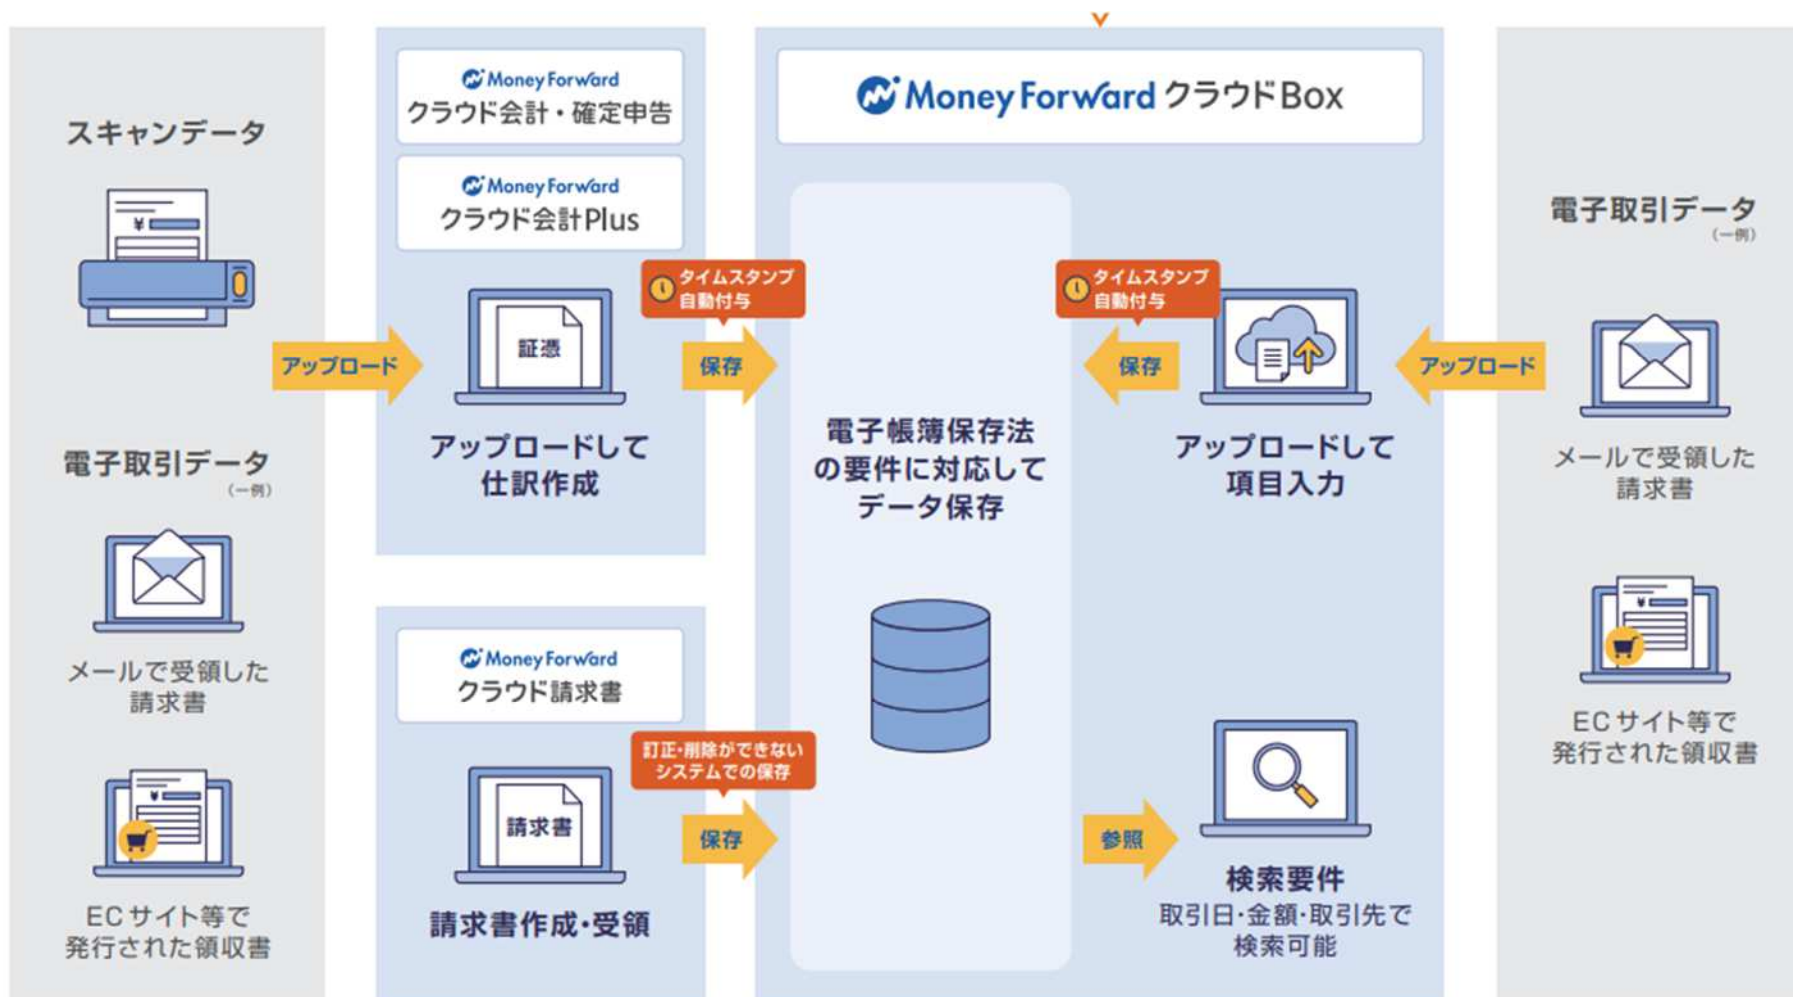 スキャンデータ
¥
アップロード
電子取引データ
(一例)
メールで受領した
請求書
¥
ECサイト等で
発行された領収書
Money Forward
クラウド会計・確定申告
Money Forward
クラウド会計Plus
証憑
アップロードして
仕訳作成
タイムスタンプ
自動付与
保存
Money Forward
クラウド請求書
請求書
請求書作成・受領
訂正・削除ができない
システムでの保存
保存
Money Forward クラウドBox
電子帳簿保存法
の要件に対応して
データ保存
タイムスタンプ
自動付与
保存
アップロードして
項目入力
参照
検索要件
取引日・金額・取引先で
検索可能
電子取引データ
(一例)
アップロード
メールで受領した
請求書
¥
ECサイト等で
発行された領収書